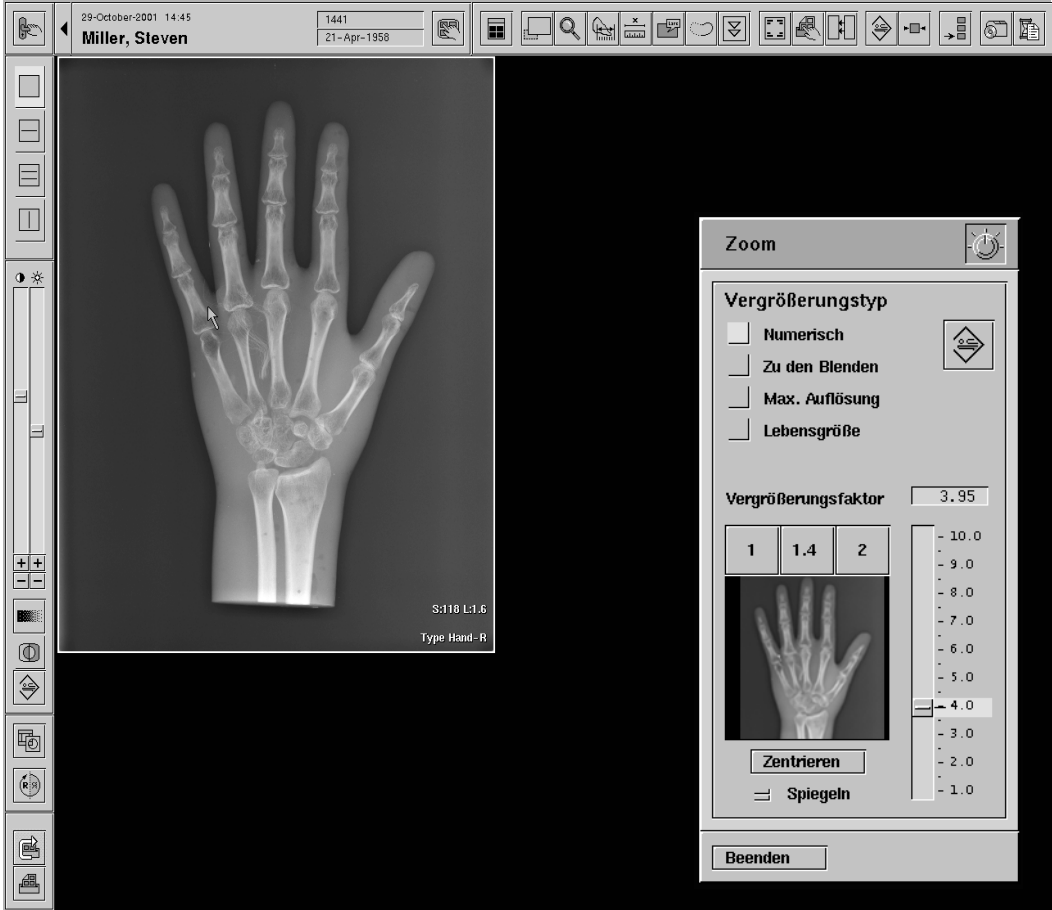 29-October-2001 14:45
Miller, Steven
1441
21-Apr-1958
S:118 L:1.6
Type Hand-R
Zoom
Vergrößerungstyp
Numerisch
Zu den Blenden
Max. Auflösung
Lebensgröße
Vergrößerungsfaktor 3.95
1 1.4 2
- 10.0
- 9.0
- 8.0
- 7.0
- 6.0
- 5.0
- 4.0
- 3.0
- 2.0
- 1.0
Zentrieren
Spiegeln
Beenden